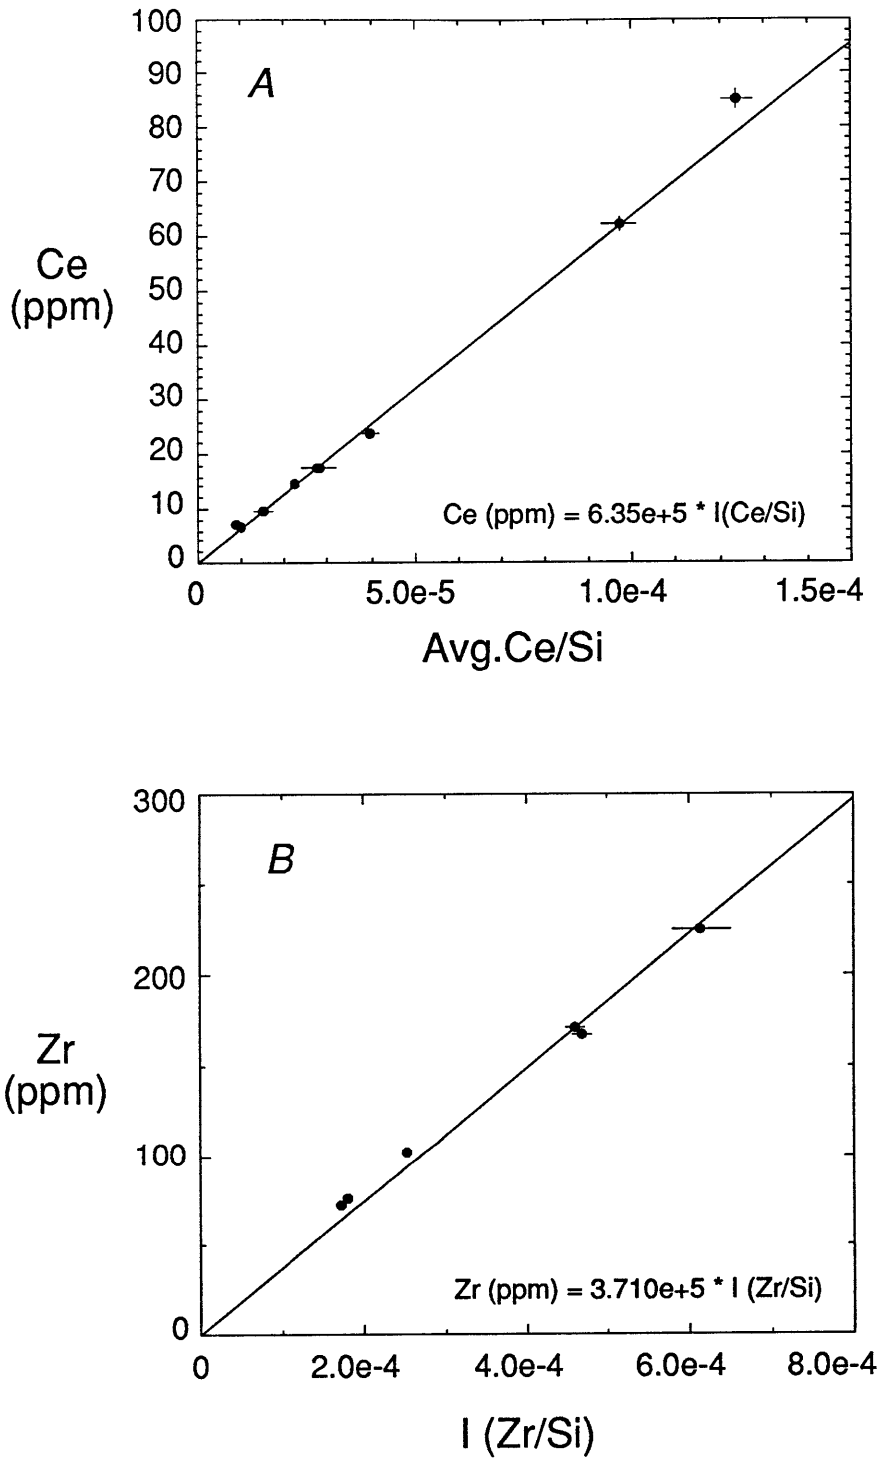 100
90
A
80
70
60
Ce
(ppm)
50
40
30
20
10
Ce (ppm) = 6.35e+5 * I(Ce/Si)
0
0 5.0e-5 1.0e-4 1.5e-4
Avg.Ce/Si
300
B
200
Zr
(ppm)
100
Zr (ppm) = 3.710e+5 * I (Zr/Si)
0
0 2.0e-4 4.0e-4 6.0e-4 8.0e-4
I (Zr/Si)